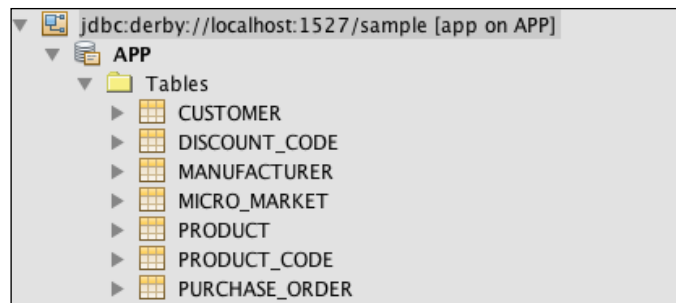 jdbc:derby://localhost:1527/sample [app on APP]
APP
Tables
CUSTOMER
DISCOUNT_CODE
MANUFACTURER
MICRO_MARKET
PRODUCT
PRODUCT_CODE
PURCHASE_ORDER